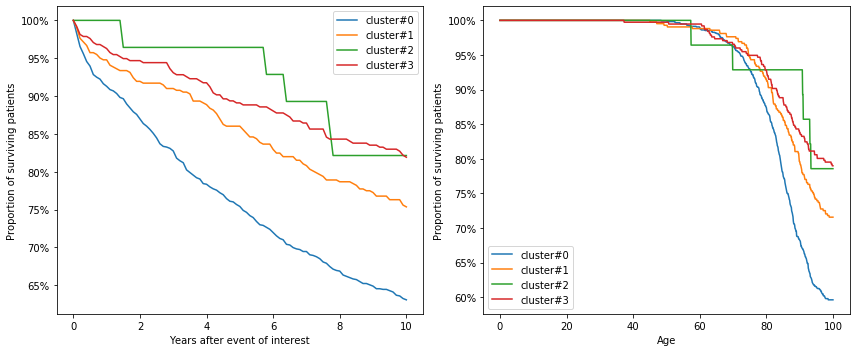 100%
95%
90%
85%
80%
75%
70%
65%
Proportion of surviving patients
0
2
4
6
8
10
Years after event of interest
cluster#0
cluster#1
cluster#2
cluster#3
100%
95%
90%
85%
80%
75%
70%
65%
60%
Proportion of surviving patients
0
20
40
60
80
100
Age
cluster#0
cluster#1
cluster#2
cluster#3